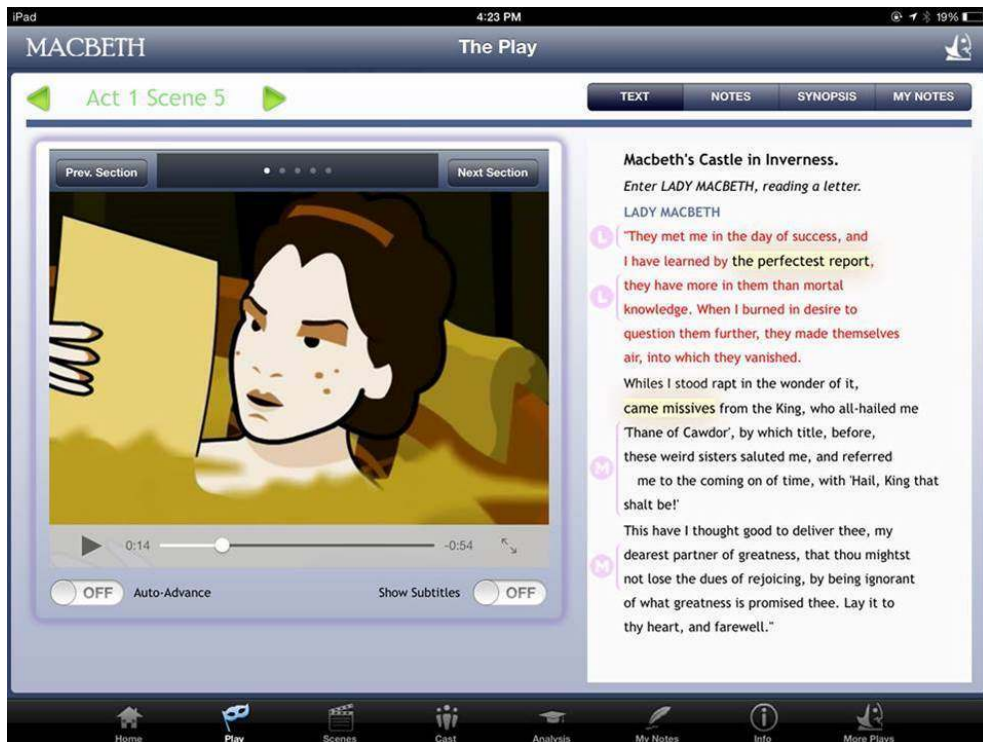 iPad 4:23 PM 19%
MACBETH The Play
Act 1 Scene 5 TEXT NOTES SYNOPSIS MY NOTES
Prev. Section Next Section
Macbeth's Castle in Inverness.
Enter LADY MACBETH, reading a letter.
LADY MACBETH
L "They met me in the day of success, and
I have learned by the perfectest report,
L they have more in them than mortal
knowledge. When I burned in desire to
question them further, they made themselves
air, into which they vanished.
Whiles I stood rapt in the wonder of it,
came missives from the King, who all-hailed me
'Thane of Cawdor', by which title, before,
M these weird sisters saluted me, and referred
me to the coming on of time, with 'Hail, King that
shalt be!'
This have I thought good to deliver thee, my
M dearest partner of greatness, that thou mightst
not lose the dues of rejoicing, by being ignorant
of what greatness is promised thee. Lay it to
thy heart, and farewell."
0:14 -0:54
OFF Auto-Advance Show Subtitles OFF
Home Play Scenes Cast Analysis My Notes Info More Plays